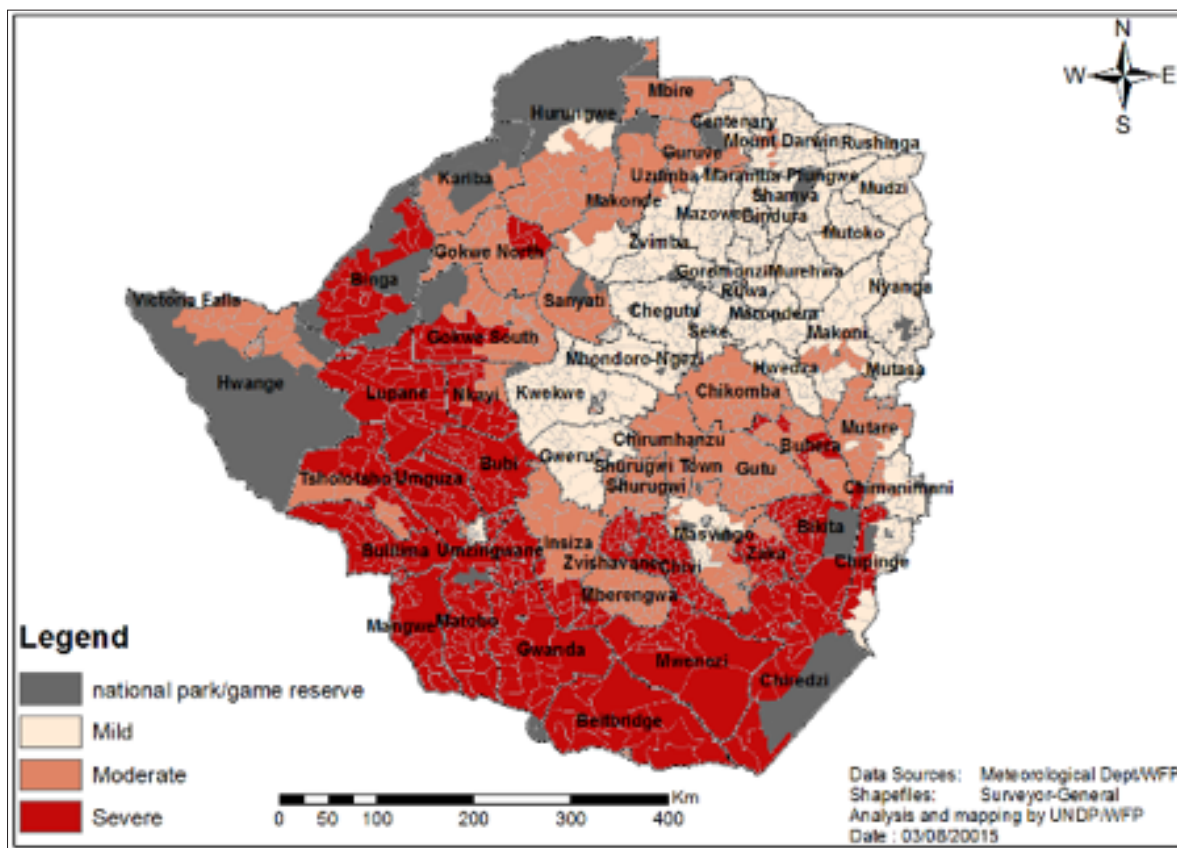 N
W E
S
Mbire
Hurungwe
Centenary
Mount Darwin
Rushinga
Guruve
Kariba
Uzumba-Maramba-Pfungwe
Mudzi
Makonde
Shamva
Mazowe
Bindura
Mutoko
Zvimba
Gokwe North
Binga
Goromonzi
Murehwa
Nyanga
Victoria Falls
Sanyati
Ruwa
Chegutu
Marondera
Seke
Makoni
Gokwe South
Mhondoro-Ngezi
Hwedza
Mutasa
Hwange
Lupane
Nkayi
Kwekwe
Chikomba
Mutare
Chirumhanzu
Buhera
Gweru
Bubi
Shurugwi Town
Gutu
Tsholotsho
Umguza
Shurugwi
Chimanimani
Bikita
Masvingo
Bulilima
Umzingwane
Insiza
Zaka
Zvishavane
Chivi
Chipinge
Mberengwa
Mangwe
Matobo
Gwanda
Mwenezi
Chiredzi
Beitbridge
Legend
national park/game reserve
Mild
Moderate
Severe
Km
0 50 100 200 300 400
Data Sources: Meteorological Dept/WFP
Shapefiles: Surveyor-General
Analysis and mapping by UNDP/WFP
Date : 03/08/20015